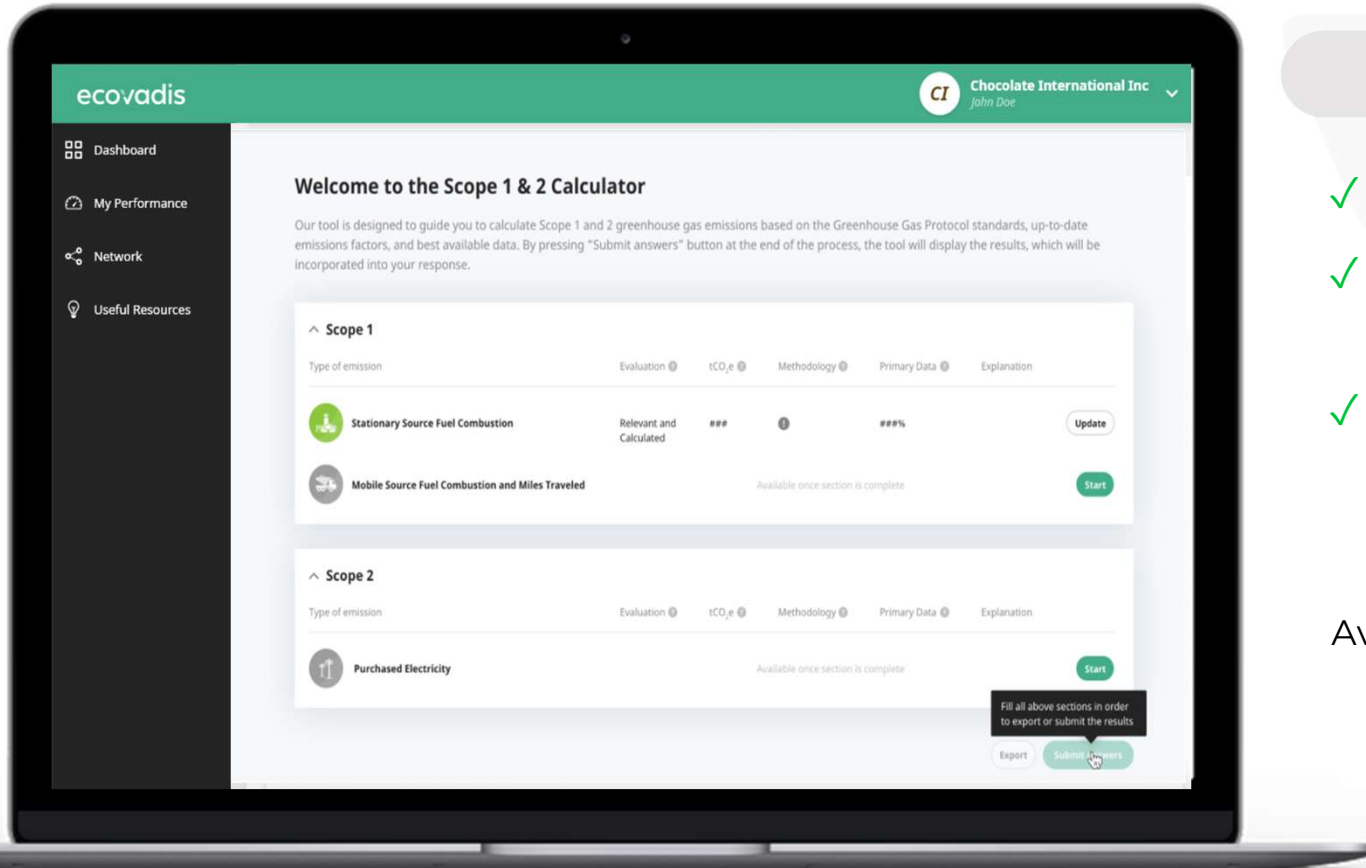 ecovadis
CI
Chocolate International Inc
John Doe
Dashboard
My Performance
Network
Useful Resources
Welcome to the Scope 1 & 2 Calculator
Our tool is designed to guide you to calculate Scope 1 and 2 greenhouse gas emissions based on the Greenhouse Gas Protocol standards, up-to-date
emissions factors, and best available data. By pressing "Submit answers" button at the end of the process, the tool will display the results, which will be
incorporated into your response.
Scope 1
Type of emission Evaluation tCO2e Methodology Primary Data Explanation
Stationary Source Fuel Combustion Relevant and ### ###% Update
Calculated
Mobile Source Fuel Combustion and Miles Traveled Available once section is complete Start
Scope 2
Type of emission Evaluation tCO2e Methodology Primary Data Explanation
Purchased Electricity Available once section is complete Start
Fill all above sections in order
to export or submit the results
Export Submit answers
Av